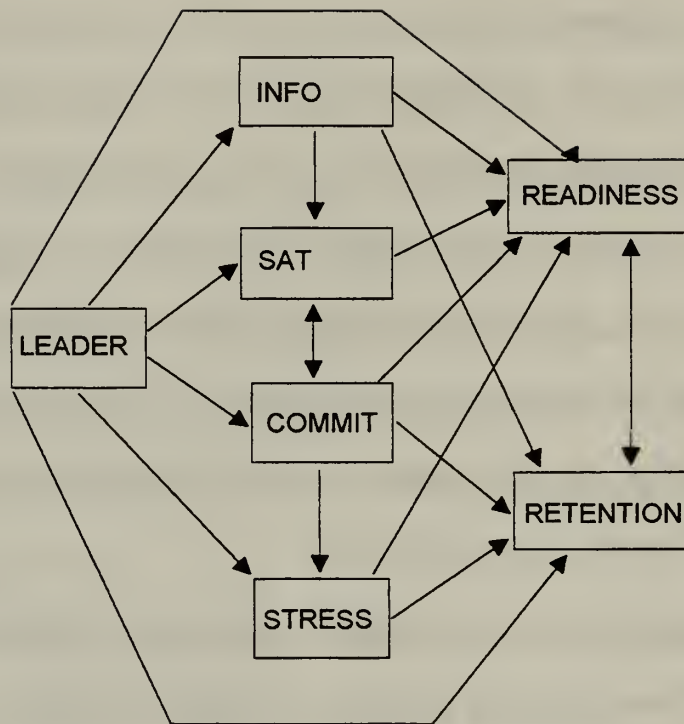 INFO
READINESS
SAT
LEADER
COMMIT
RETENTION
STRESS